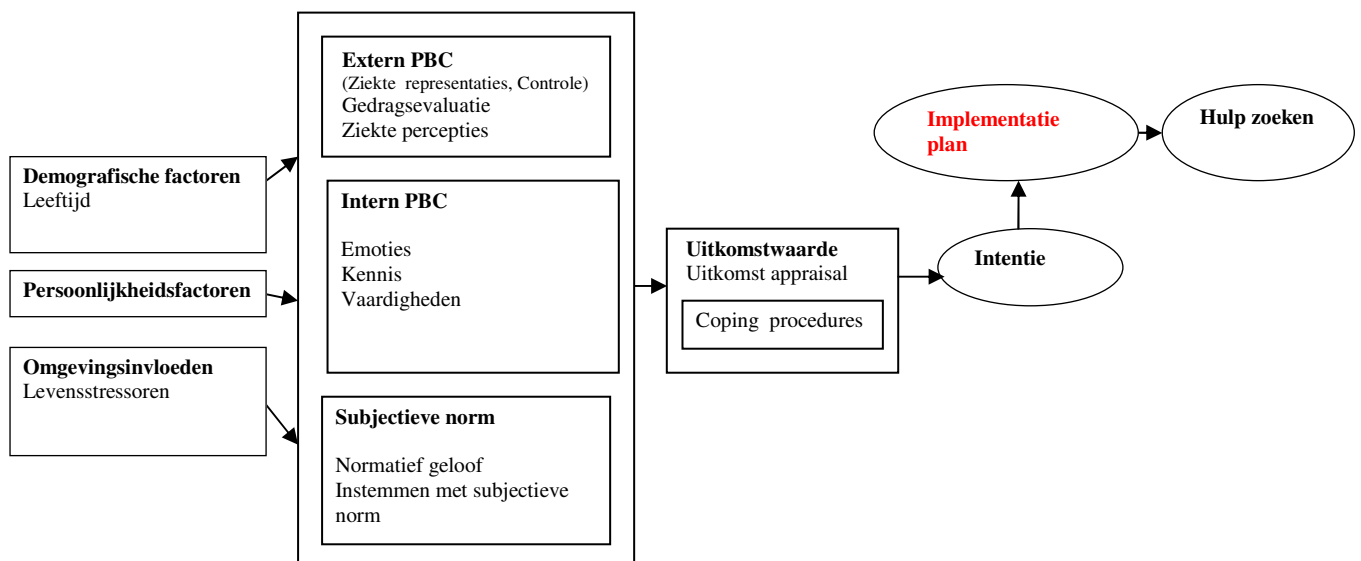 Demografische factoren
Leeftijd
Persoonlijkheidsfactoren
Omgevingsinvloeden
Levensstressoren
Extern PBC
(Ziekte representaties, Controle)
Gedragsevaluatie
Ziekte percepties
Intern PBC
Emoties
Kennis
Vaardigheden
Subjectieve norm
Normatief geloof
Instemmen met subjectieve
norm
Uitkomstwaarde
Uitkomst appraisal
Coping procedures
Intentie
Implementatie
plan
Hulp zoeken